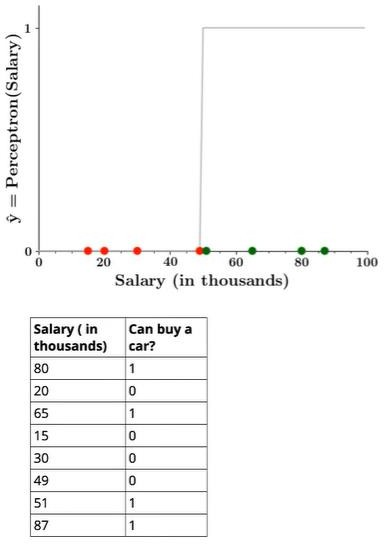 1
ŷ = Perceptron(Salary)
0
0 20 40 60 80 100
Salary (in thousands)
Salary ( in thousands) Can buy a car?
80 1
20 0
65 1
15 0
30 0
49 0
51 1
87 1